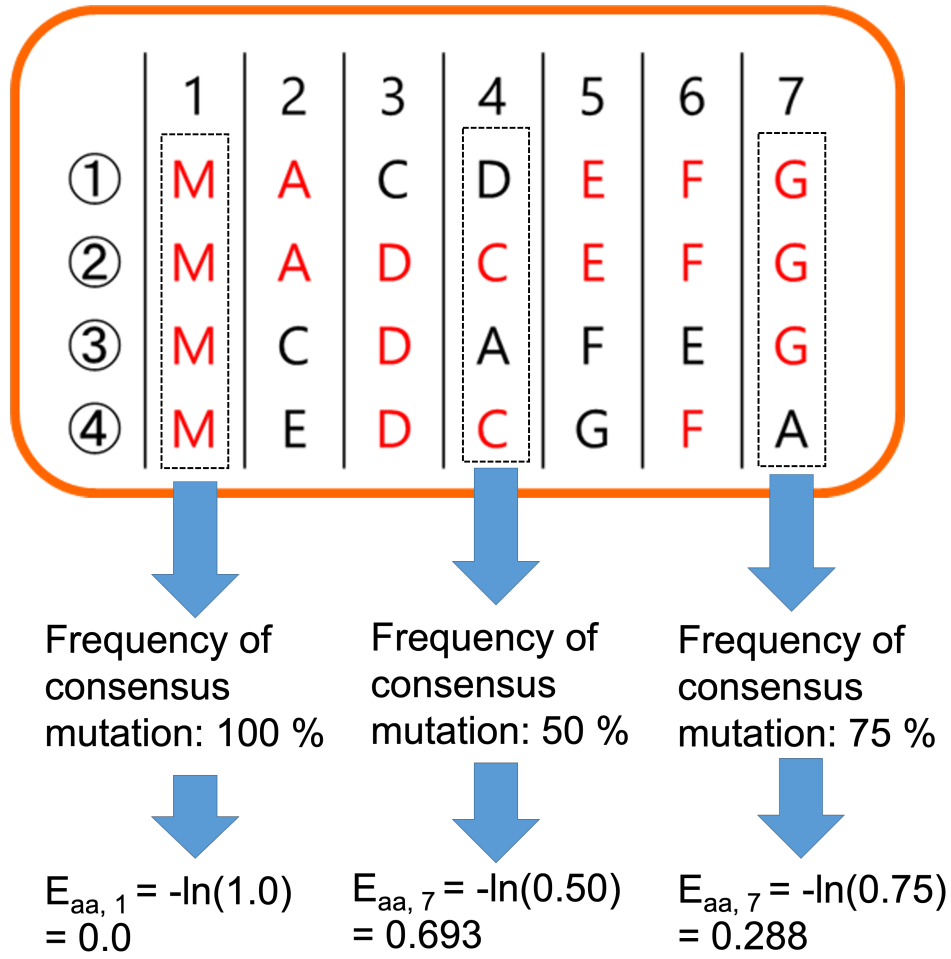 1 2 3 4 5 6 7
① M A C D E F G
② M A D C E F G
③ M C D A F E G
④ M E D C G F A
Frequency of
consensus
mutation: 100 %
Frequency of
consensus
mutation: 50 %
Frequency of
consensus
mutation: 75 %
Eaa, 1 = -ln(1.0)
= 0.0
Eaa, 7 = -ln(0.50)
= 0.693
Eaa, 7 = -ln(0.75)
= 0.288